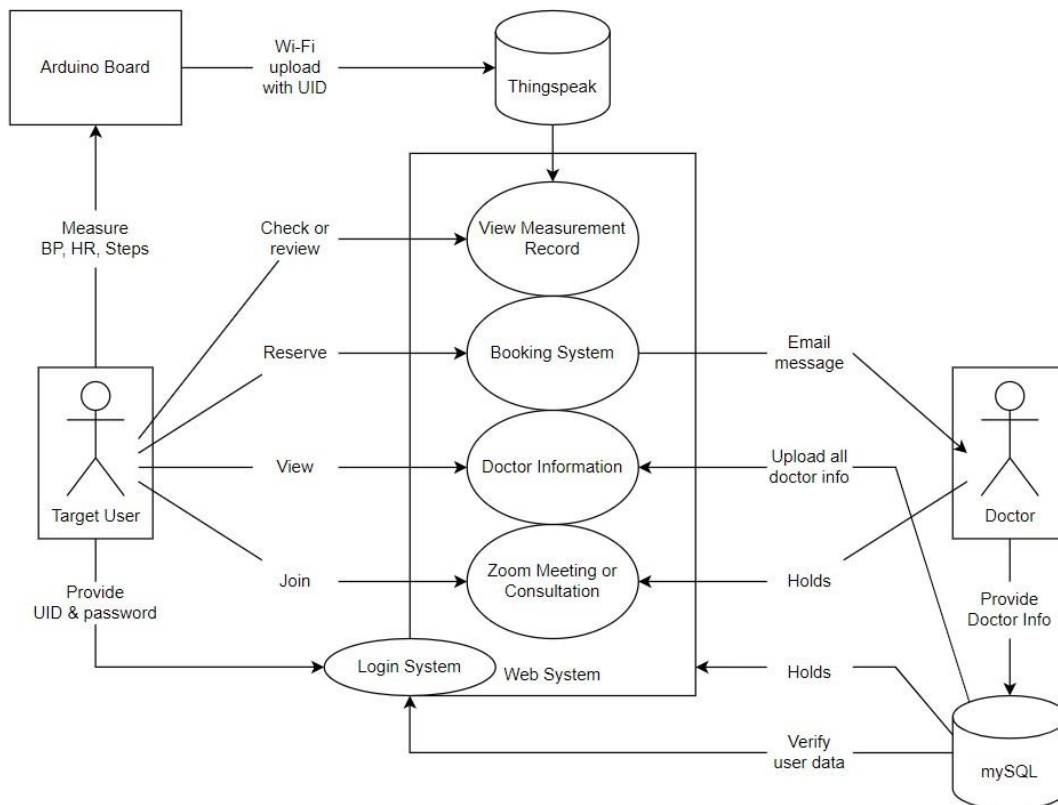 Arduino Board
Wi-Fi
upload
with UID
Thingspeak
Measure
BP, HR, Steps
Check or
review
View Measurement
Record
Reserve
Booking System
Email
message
View
Doctor Information
Upload all
doctor info
Target User
Doctor
Join
Zoom Meeting or
Consultation
Holds
Provide
UID & password
Provide
Doctor Info
Login System
Web System
Holds
Verify
user data
mySQL